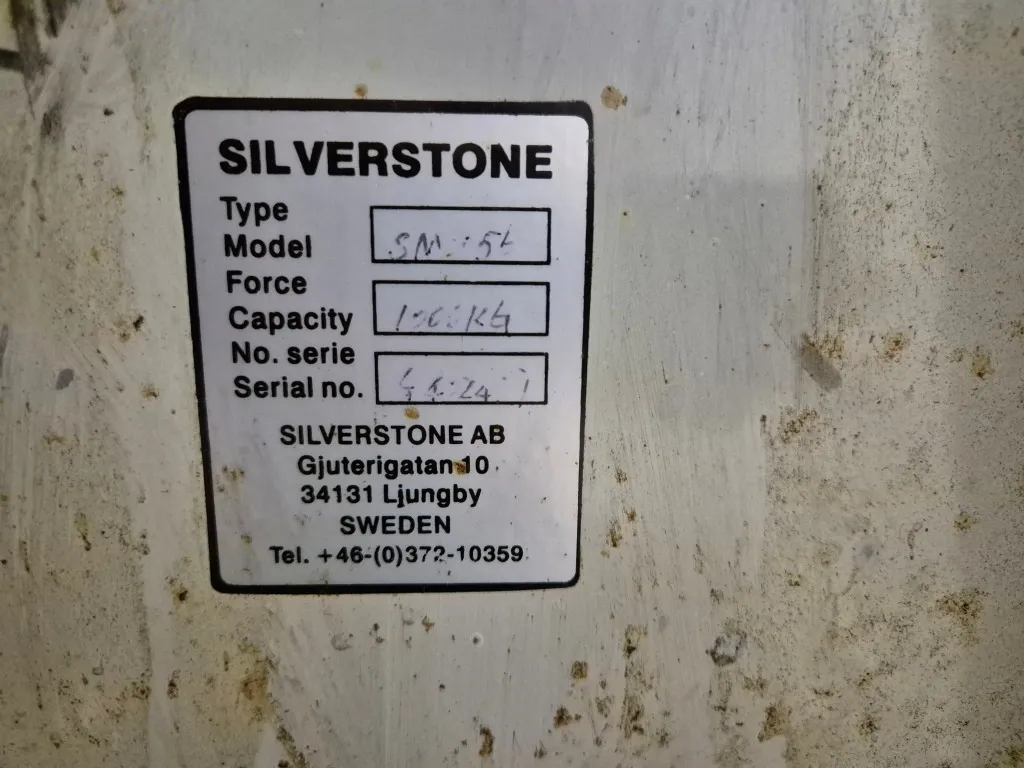 SILVERSTONE
Type
Model
Force
Capacity 1000KG
No. serie
Serial no.
SILVERSTONE AB
Gjuterigatan 10
34131 Ljungby
SWEDEN
Tel. +46-(0)372-10359